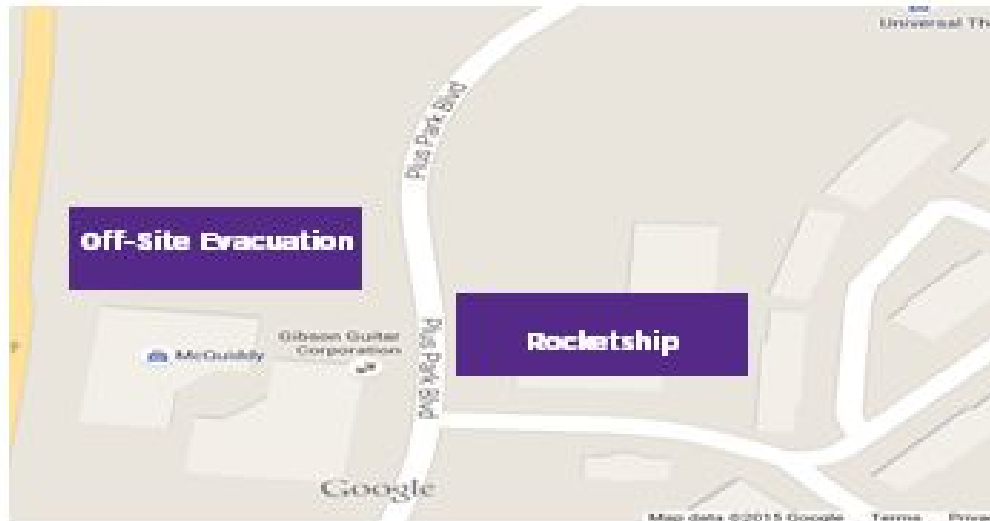 Universal Th
Plus Park Blvd
Off-Site Evacuation
Rocketship
Plus Park Blvd
Gibson Guitar
Corporation
McQuiddy
Google
Map data ©2015 Google Terms Priva